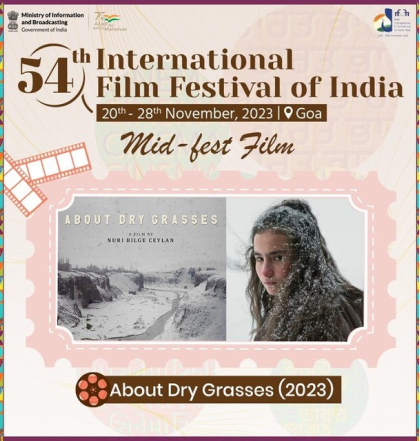 Ministry of Information
and Broadcasting
Government of India
54th International
Film Festival of India
20th - 28th November, 2023 | Goa
Mid-fest Film
ABOUT DRY GRASSES
A FILM BY
NURI BILGE CEYLAN
About Dry Grasses (2023)